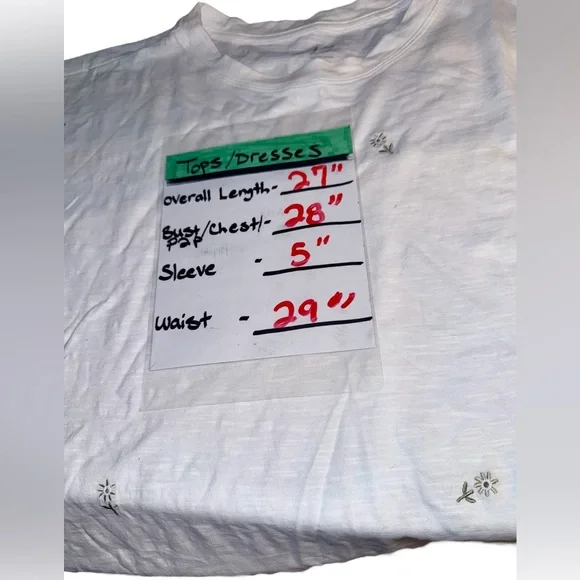 Tops/Dresses
Overall Length- 27"
Bust/Chest/- 28"
P2P
Sleeve - 5"
Waist - 29"